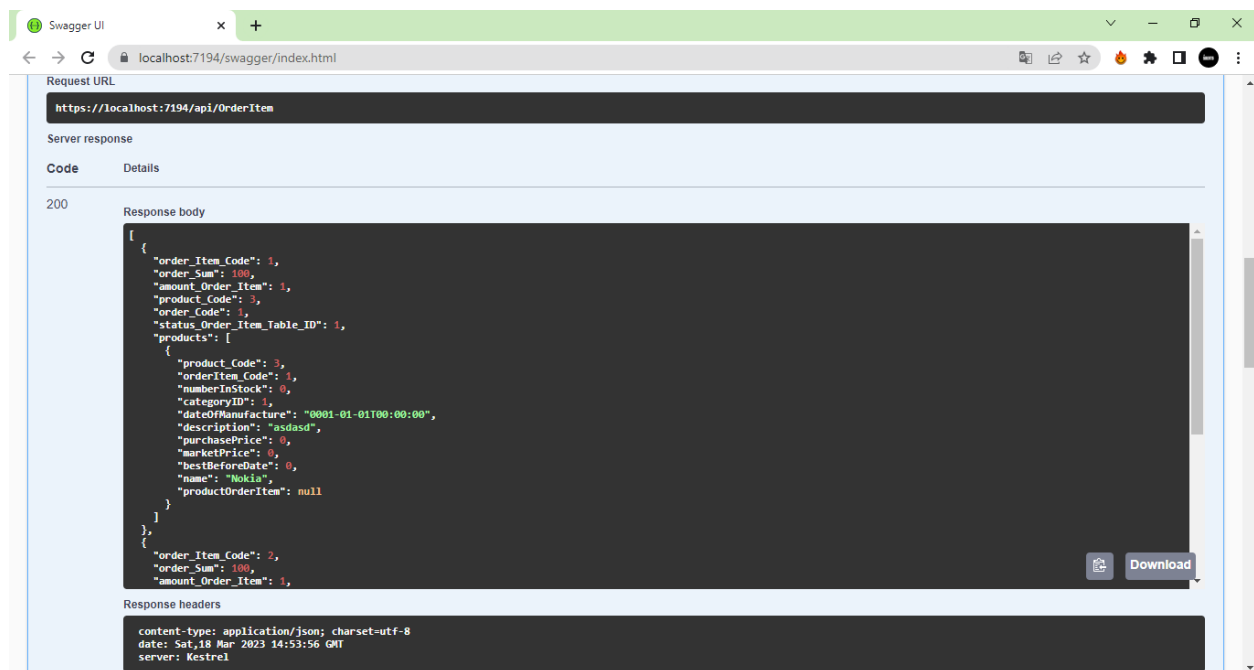 Swagger UI
localhost:7194/swagger/index.html
Request URL
https://localhost:7194/api/OrderItem
Server response
Code Details
200
Response body
[
{
"order_Item_Code": 1,
"order_Sum": 100,
"amount_Order_Item": 1,
"product_Code": 3,
"order_Code": 1,
"status_Order_Item_Table_ID": 1,
"products": [
{
"product_Code": 3,
"orderItem_Code": 1,
"numberInStock": 0,
"categoryID": 1,
"dateOfManufacture": "0001-01-01T00:00:00",
"description": "asdasd",
"purchasePrice": 0,
"marketPrice": 0,
"bestBeforeDate": 0,
"name": "Nokia",
"productOrderItem": null
}
]
},
{
"order_Item_Code": 2,
"order_Sum": 100,
"amount_Order_Item": 1,
Download
Response headers
content-type: application/json; charset=utf-8
date: Sat,18 Mar 2023 14:53:56 GMT
server: Kestrel